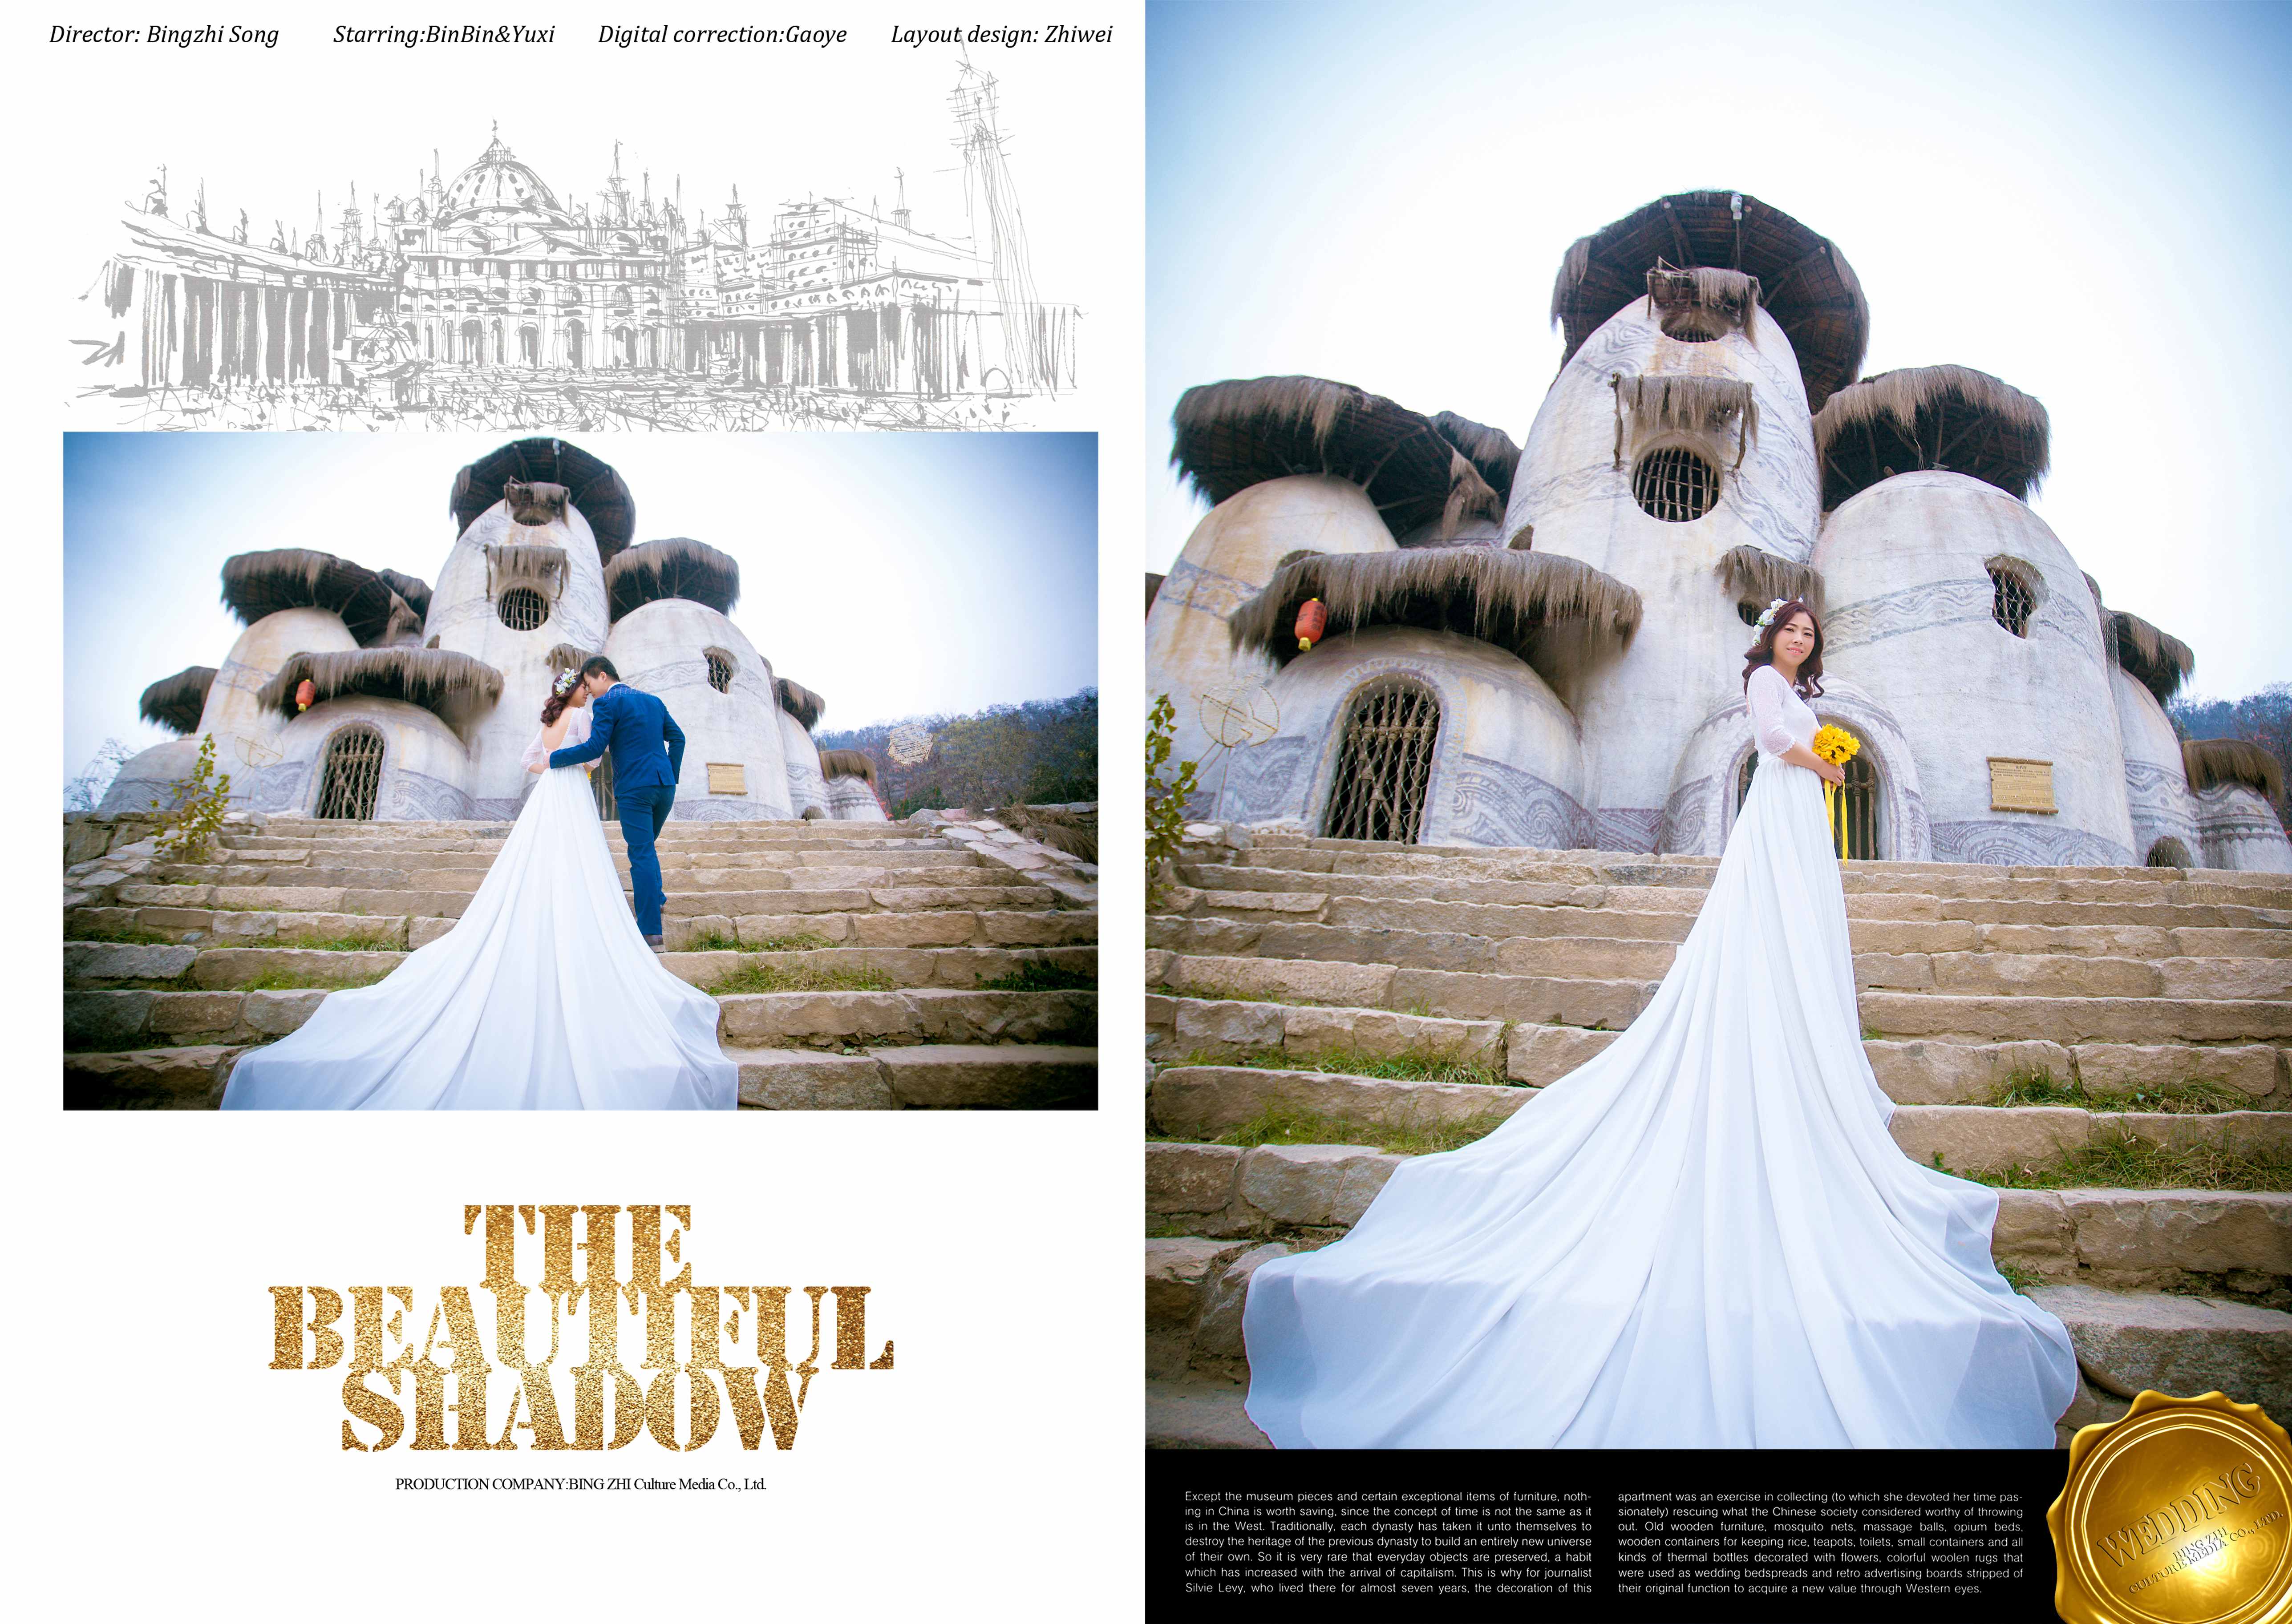 Director: Bingzhi Song Starring:BinBin&Yuxi Digital correction:Gaoye Layout design: Zhiwei
THE
BEAUTIFUL
SHADOW
PRODUCTION COMPANY:BING ZHI Culture Media Co., Ltd.
Except the museum pieces and certain exceptional items of furniture, noth-
ing in China is worth saving, since the concept of time is not the same as it
is in the West. Traditionally, each dynasty has taken it unto themselves to
destroy the heritage of the previous dynasty to build an entirely new universe
of their own. So it is very rare that everyday objects are preserved, a habit
which has increased with the arrival of capitalism. This is why for journalist
Silvie Levy, who lived there for almost seven years, the decoration of this
apartment was an exercise in collecting (to which she devoted her time pas-
sionately) rescuing what the Chinese society considered worthy of throwing
out. Old wooden furniture, mosquito nets, massage balls, opium beds,
wooden containers for keeping rice, teapots, toilets, small containers and all
kinds of thermal bottles decorated with flowers, colorful woolen rugs that
were used as wedding bedspreads and retro advertising boards stripped of
their original function to acquire a new value through Western eyes.
WEDDING
BING ZHI
CULTURE MEDIA CO., LTD.